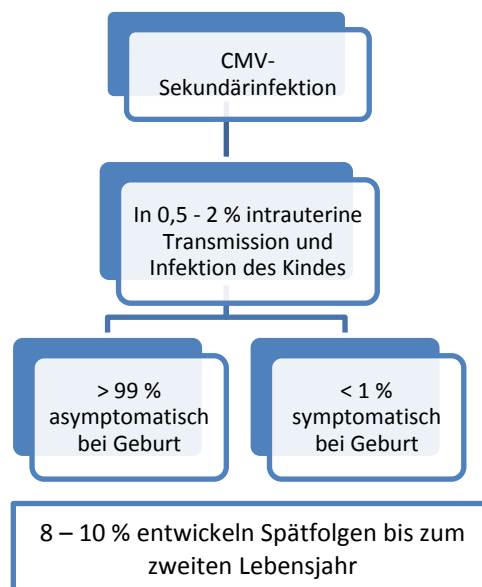 CMV-
Sekundärinfektion
In 0,5 - 2 % intrauterine
Transmission und
Infektion des Kindes
> 99 %
asymptomatisch
bei Geburt
< 1 %
symptomatisch
bei Geburt
8 – 10 % entwickeln Spätfolgen bis zum
zweiten Lebensjahr